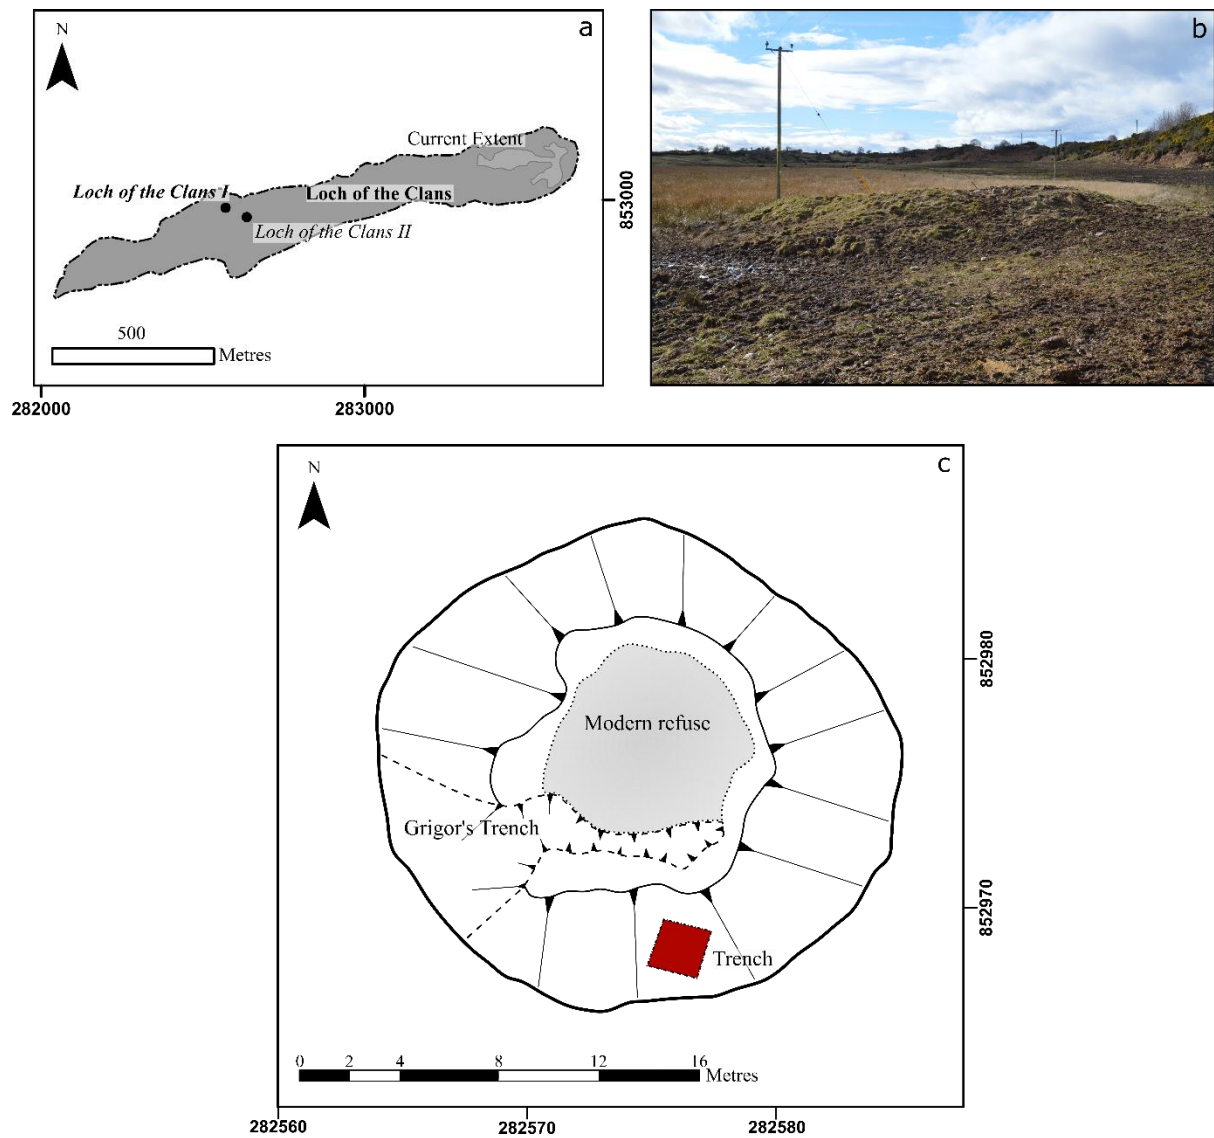 N
a
Current Extent
Loch of the Clans I
Loch of the Clans
Loch of the Clans II
500
Metres
853000
282000
283000
b
N
c
Modern refuse
Grigor's Trench
Trench
852980
852970
0 2 4 8 12 16
Metres
282560
282570
282580